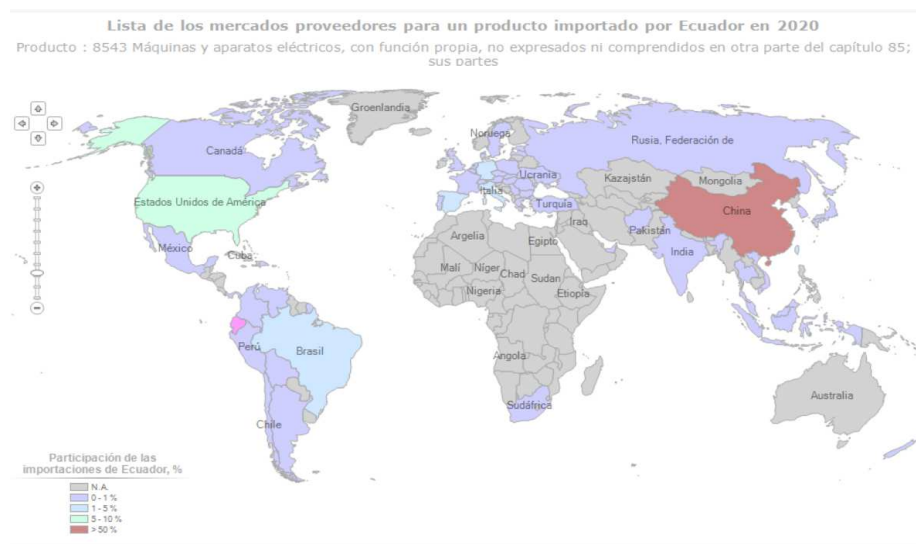 Lista de los mercados proveedores para un producto importado por Ecuador en 2020
Producto : 8543 Máquinas y aparatos eléctricos, con función propia, no expresados ni comprendidos en otra parte del capítulo 85;
sus partes
Groenlandia
Noruega
Rusia, Federación de
Canadá
Ucrania
Kazajstán
Mongolia
Italia
Estados Unidos de América
Turquía
China
Iraq
Pakistán
Argelia
Egipto
México
Cuba
India
Malí
Níger
Chad
Sudan
Nigeria
Etiopía
Perú
Brasil
Angola
Australia
Sudáfrica
Chile
Participación de las
importaciones de Ecuador, %
N.A.
0 - 1 %
1 - 5 %
5 - 10 %
> 50 %